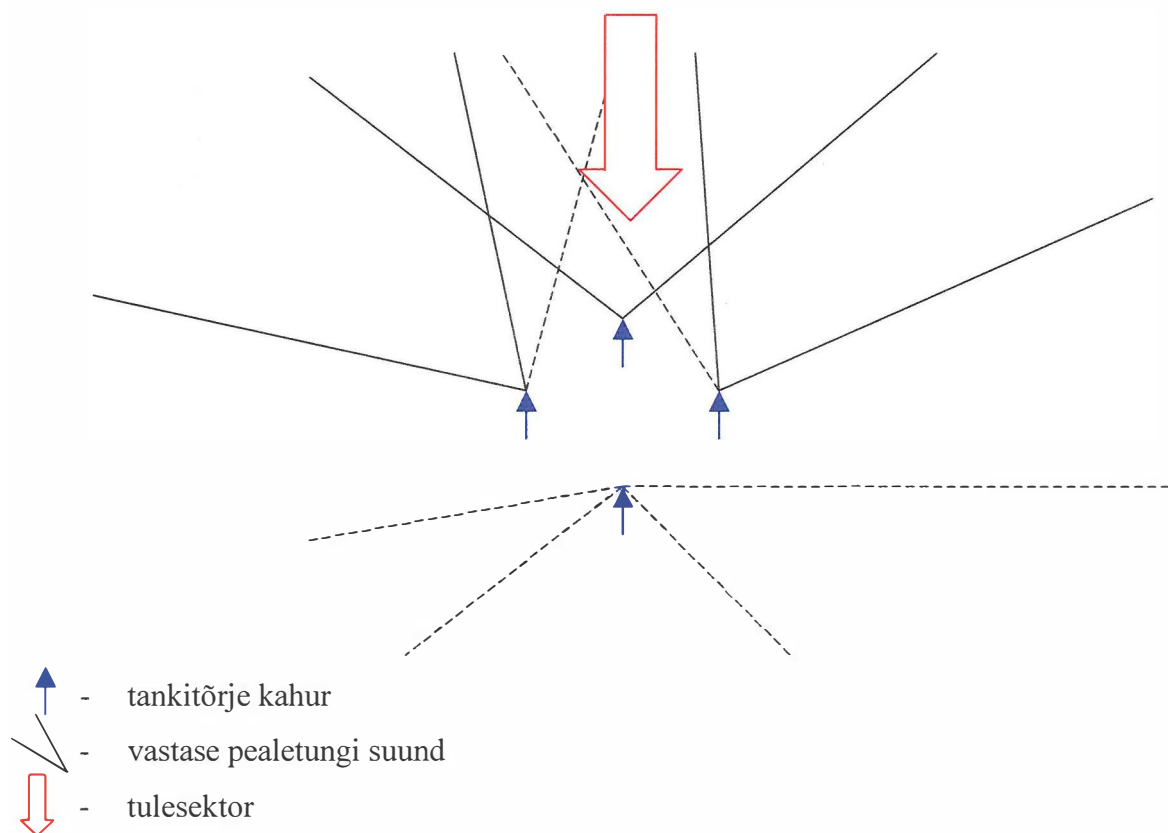 - tankitõrje kahur
- vastase pealetungi suund
- tulesektor